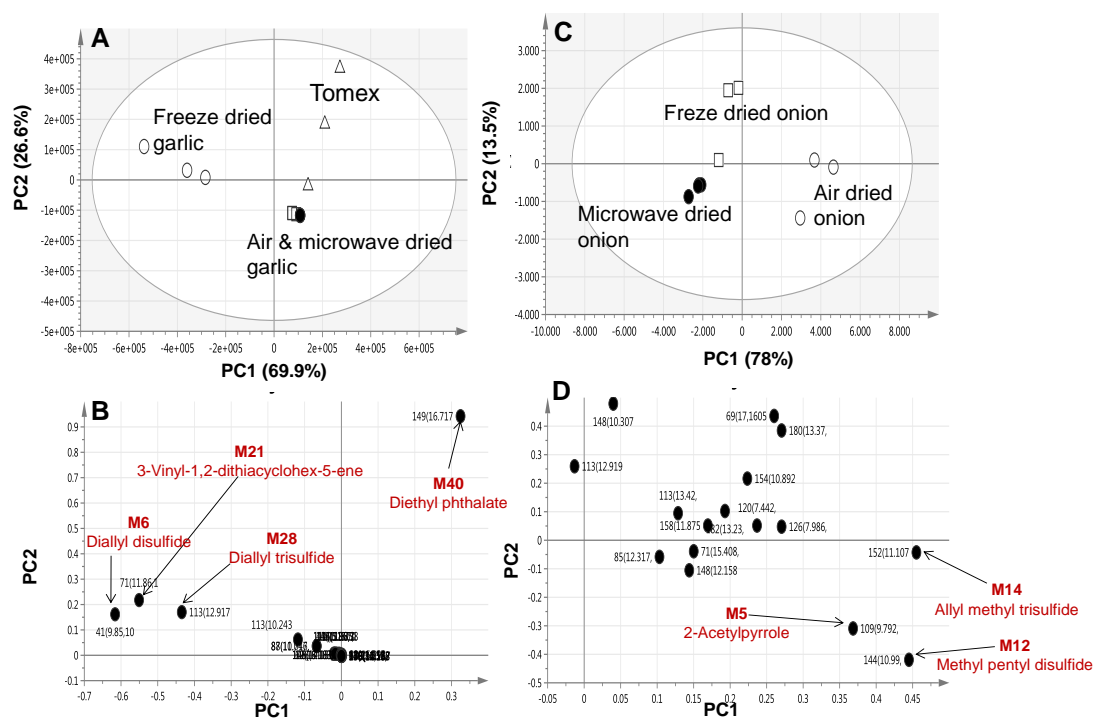 A
4e+005
3e+005
2e+005
1e+005
0
-1e+005
-2e+005
-3e+005
-4e+005
-5e+005
PC2 (26.6%)
Tomex
Freeze dried
garlic
Air & microwave dried
garlic
-8e+005
-6e+005
-4e+005
-2e+005
0
2e+005
4e+005
6e+005
PC1 (69.9%)
C
3.000
2.000
1.000
0
-1.000
-2.000
-3.000
-4.000
PC2 (13.5%)
Freze dried onion
Air dried
onion
Microwave dried
onion
-10.000
-8.000
-6.000
-4.000
-2.000
0
2.000
4.000
6.000
8.000
PC1 (78%)
B
0.9
0.8
0.7
0.6
0.5
0.4
0.3
0.2
0.1
0
-0.1
PC2
149(16.717
M21
3-Vinyl-1,2-dithiacyclohex-5-ene
M40
Diethyl phthalate
M6
Diallyl disulfide
M28
Diallyl trisulfide
71(11.86,1
113(12.917
41(9.85,10
113(10.243
-0.7
-0.6
-0.5
-0.4
-0.3
-0.2
-0.1
0
0.1
0.2
0.3
PC1
D
0.4
0.3
0.2
0.1
0
-0.1
-0.2
-0.3
-0.4
-0.5
PC2
148(10.307
69(17,1605
180(13.37,
113(12.919
154(10.892
113(13.42,
120(7.442,
158(11.875
126(7.986,
85(12.317,
71(15.408,
152(11.107
148(12.158
M14
Allyl methyl trisulfide
M5
2-Acetylpyrrole
109(9.792,
M12
Methyl pentyl disulfide
144(10.99,
-0.05
0
0.05
0.1
0.15
0.2
0.25
0.3
0.35
0.4
0.45
PC1